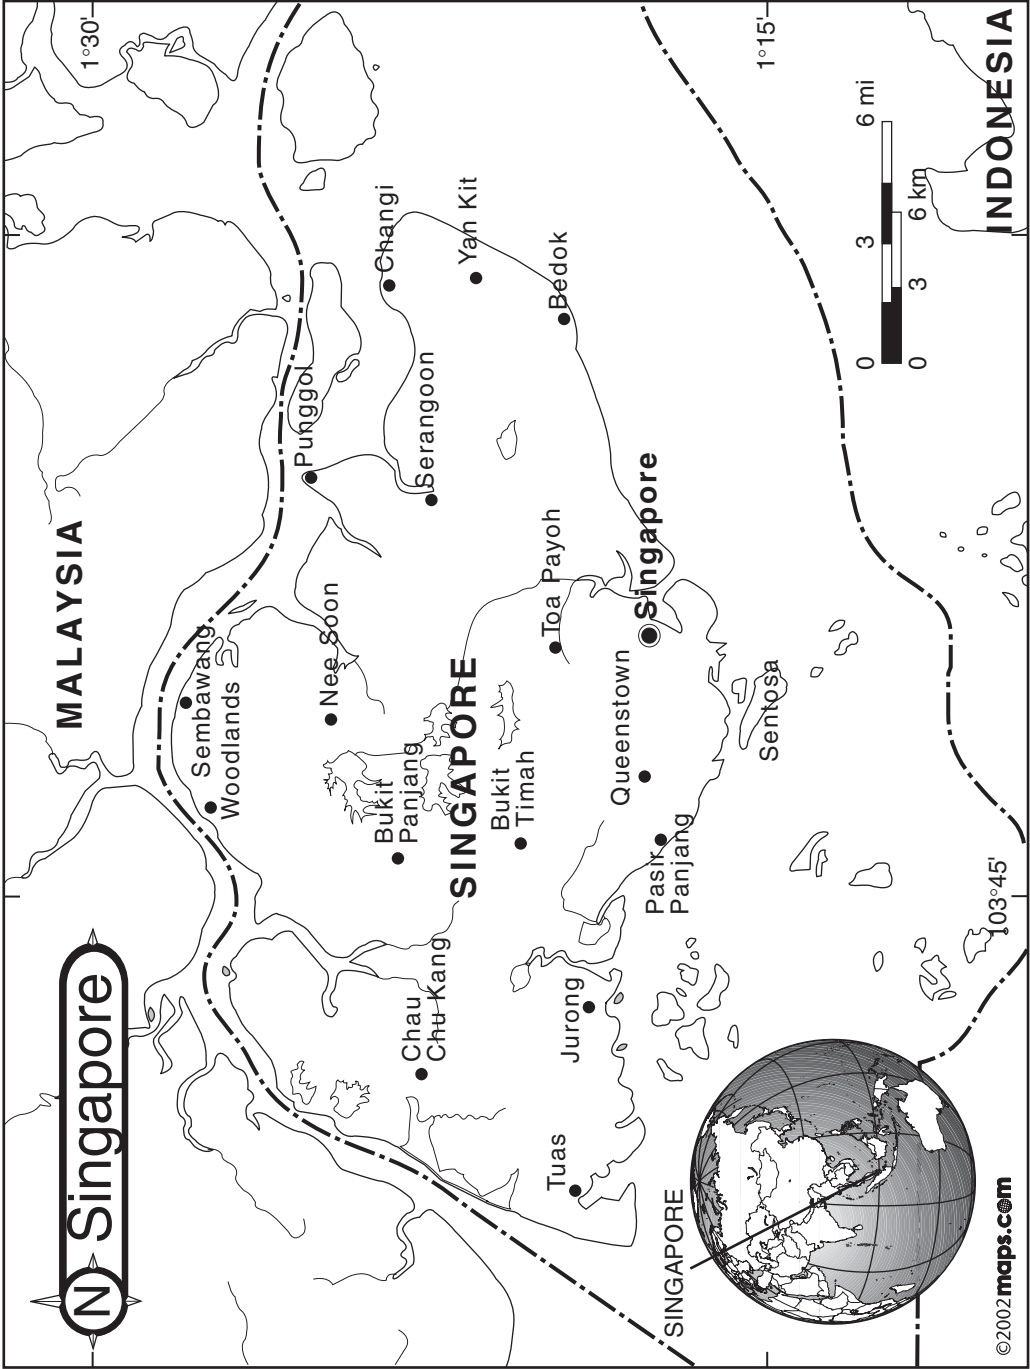 N Singapore
1°30'
MALAYSIA
Sembawang
Woodlands
Nee Soon
Punggol
Changi
Yan Kit
Serangoon
Bedok
Bukit
Panjang
SINGAPORE
Bukit
Timah
Toa Payoh
Chau
Chu Kang
Singapore
Queenstown
Pasir
Panjang
Jurong
Tuas
Sentosa
1°15'
0 3 6 mi
0 3 6 km
INDONESIA
103°45'
SINGAPORE
©2002maps.com